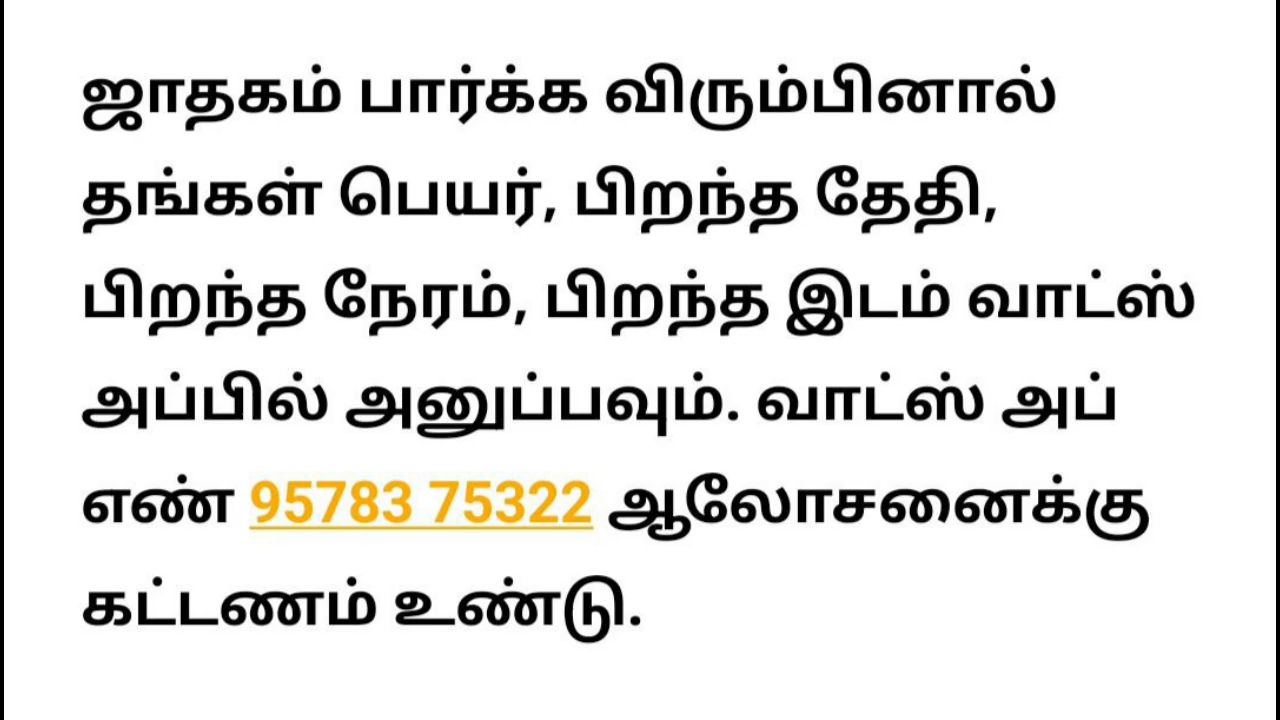 ஜாதகம் பார்க்க விரும்பினால்
தங்கள் பெயர், பிறந்த தேதி,
பிறந்த நேரம், பிறந்த இடம் வாட்ஸ்
அப்பில் அனுப்பவும். வாட்ஸ் அப்
எண் 95783 75322 ஆலோசனைக்கு
கட்டணம் உண்டு.